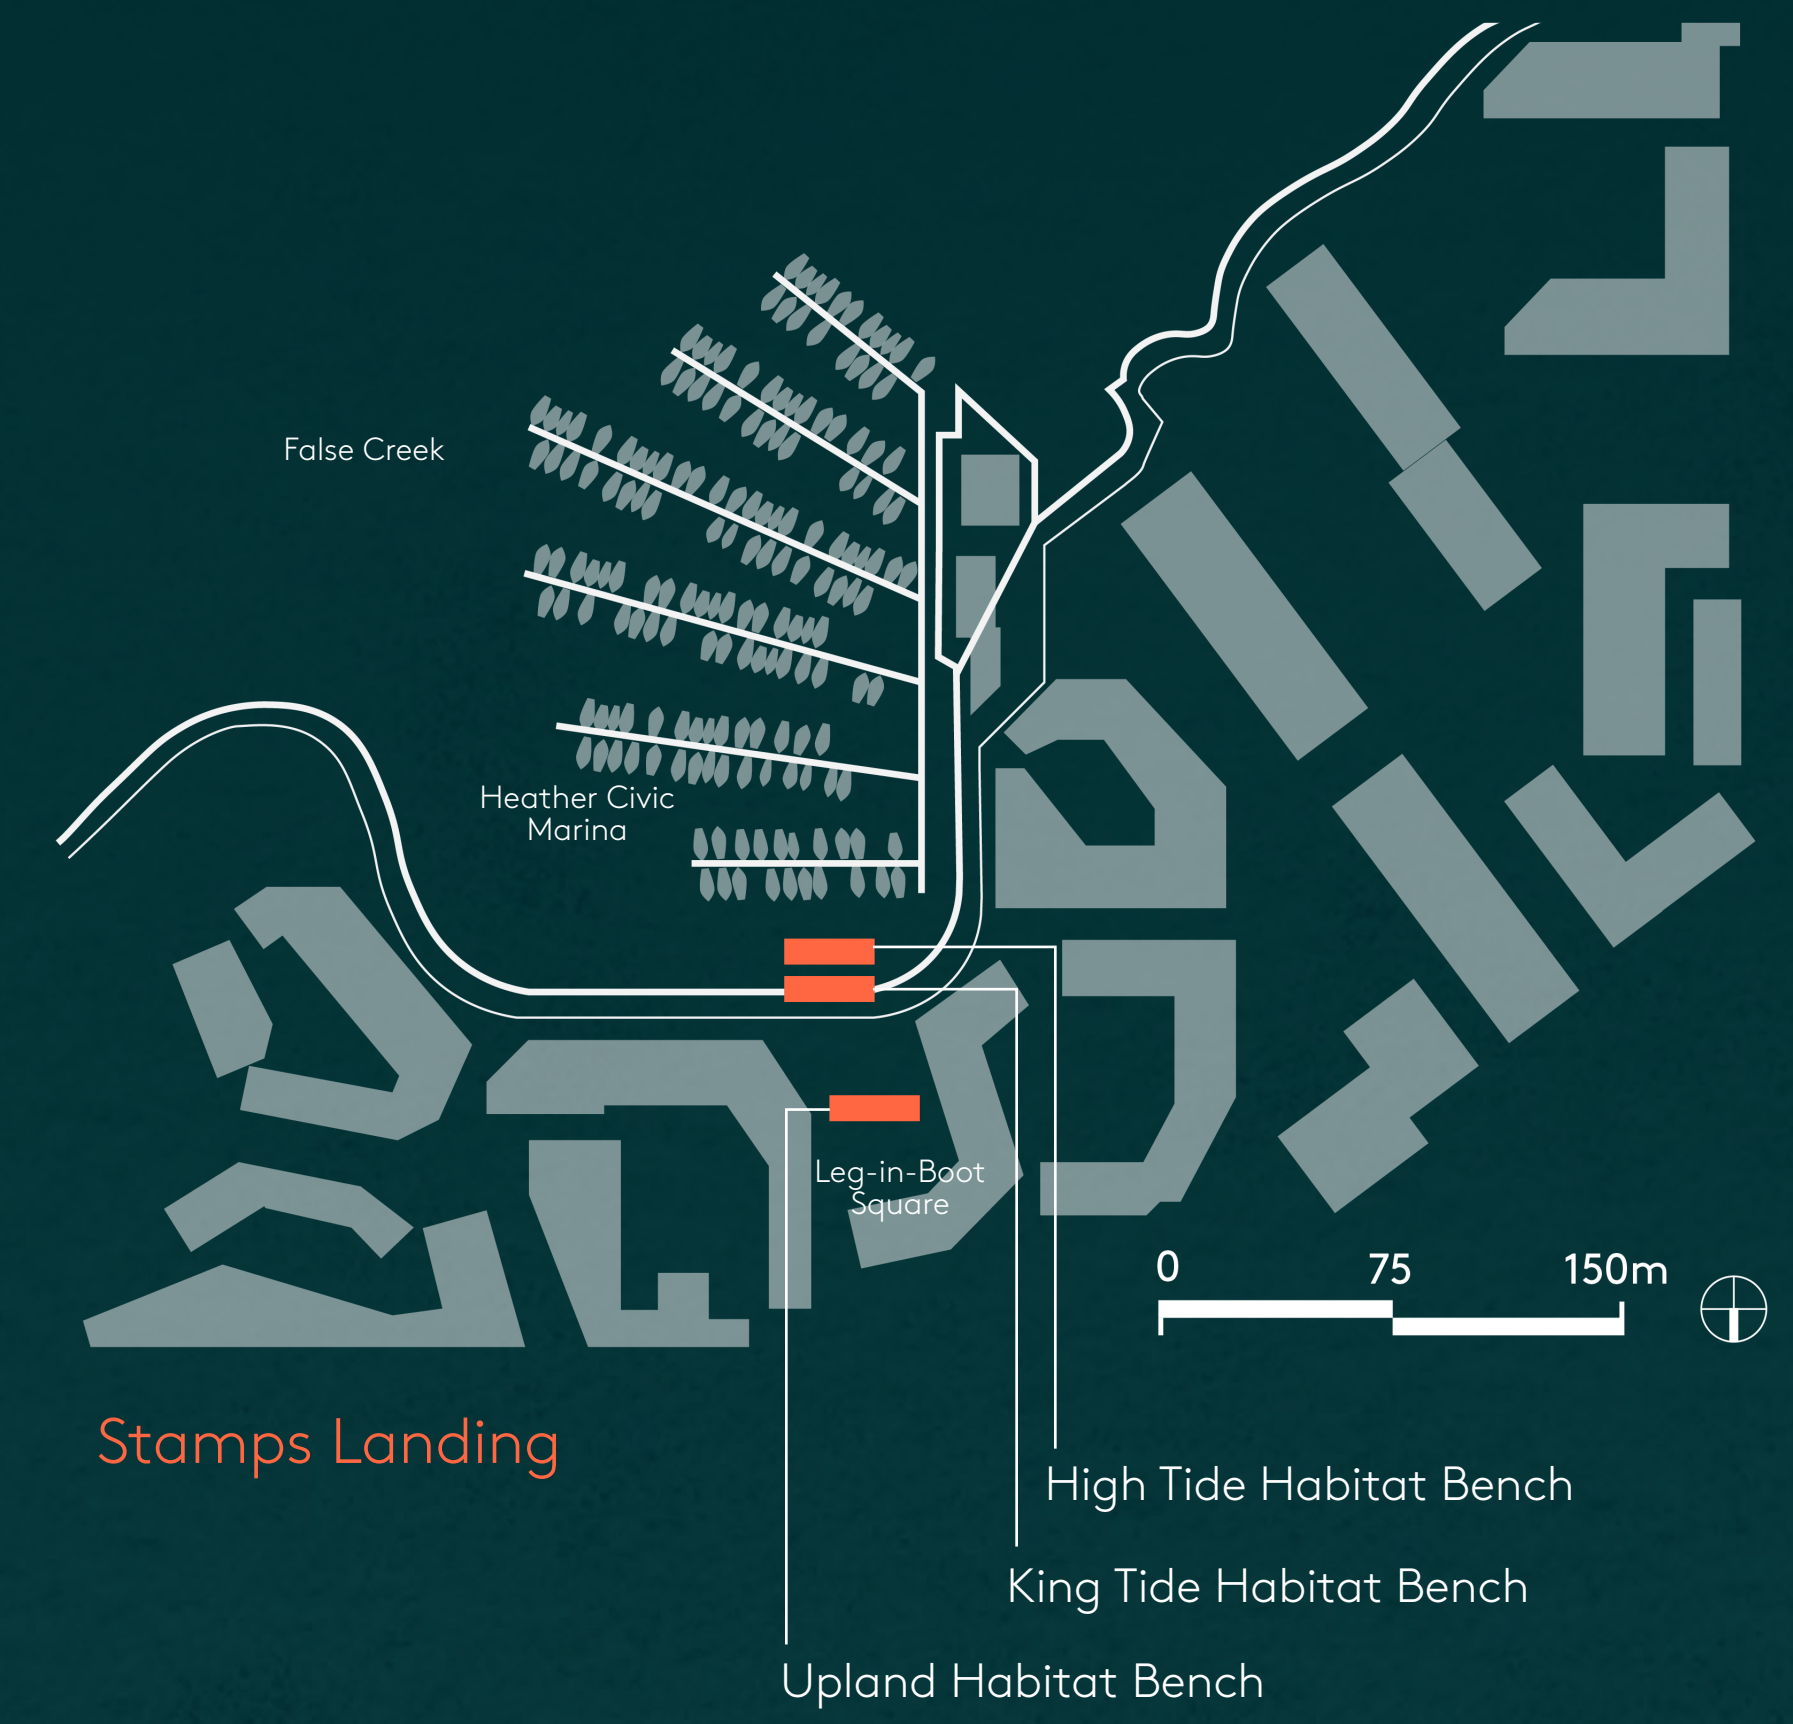 False Creek
Heather Civic
Marina
Leg-in-Boot
Square
0 75 150m
Stamps Landing
High Tide Habitat Bench
King Tide Habitat Bench
Upland Habitat Bench